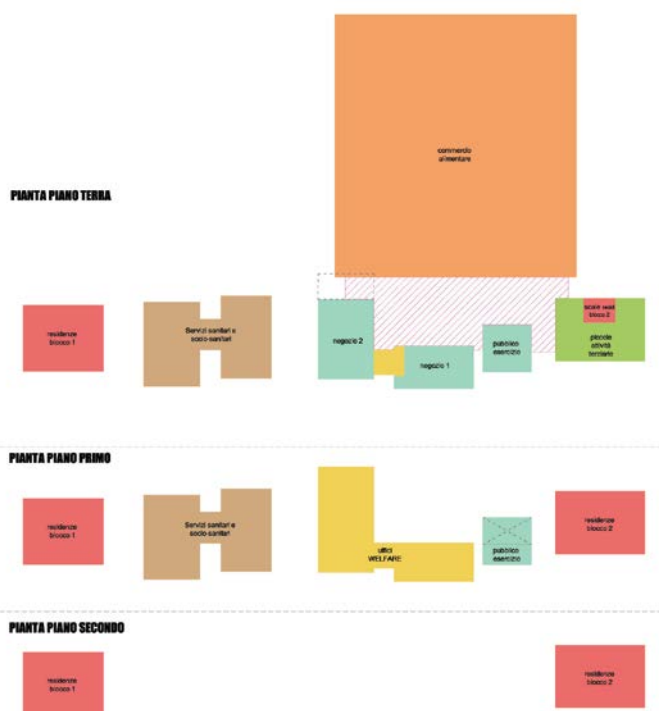 commercio
alimentare
PIANTA PIANO TERRA
residenze
blocco 1
Servizi sanitari e
socio-sanitari
negozio 2
negozio 1
pubblico
esercizio
scale resid
blocco 2
piccole
attività
terziarie
PIANTA PIANO PRIMO
residenze
blocco 1
Servizi sanitari e
socio-sanitari
uffici
WELFARE
pubblico
esercizio
residenze
blocco 2
PIANTA PIANO SECONDO
residenze
blocco 1
residenze
blocco 2